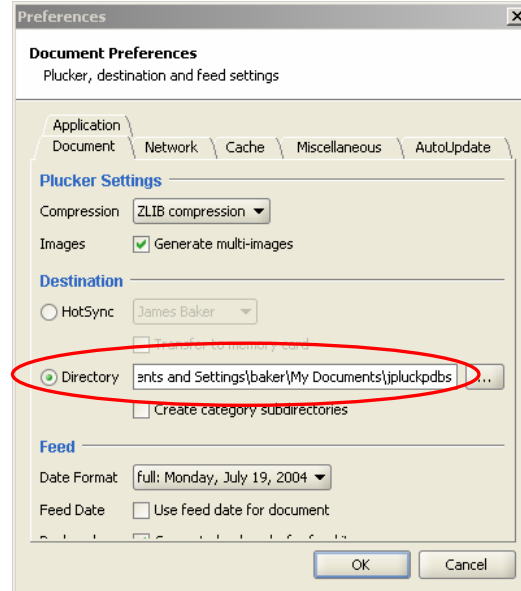 Preferences
Document Preferences
Plucker, destination and feed settings
Application
Document Network Cache Miscellaneous AutoUpdate
Plucker Settings
Compression ZLIB compression
Images Generate multi-images
Destination
HotSync James Baker
Transfer to memory card
Directory ents and Settings\baker\My Documents\jpluckpdbs ...
Create category subdirectories
Feed
Date Format full: Monday, July 19, 2004
Feed Date Use feed date for document
OK Cancel